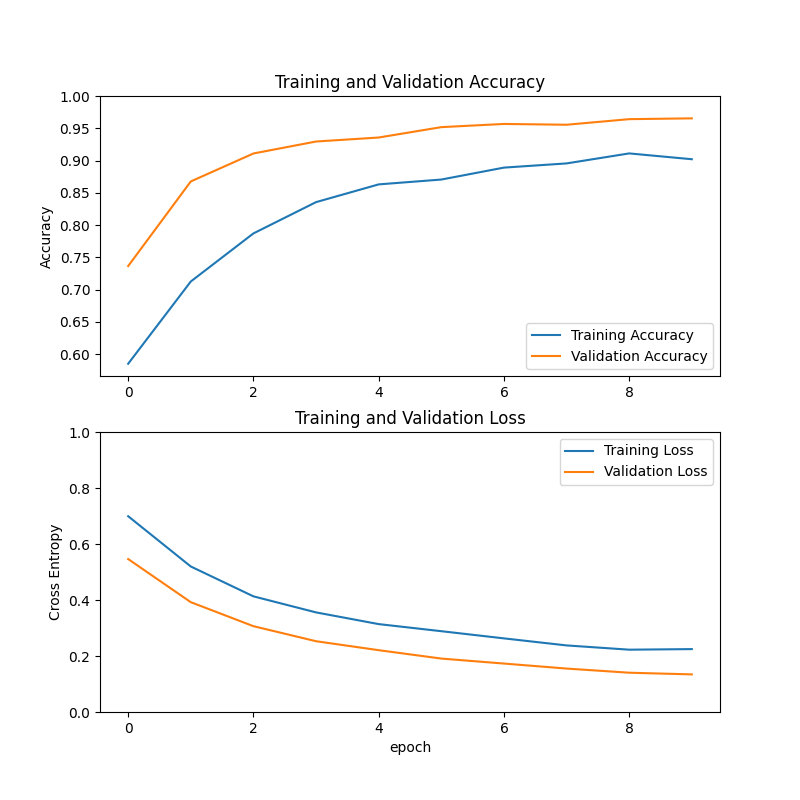 Training and Validation Accuracy
1.00
0.95
0.90
0.85
0.80
0.75
0.70
0.65
0.60
Accuracy
Training Accuracy
Validation Accuracy
0 2 4 6 8
Training and Validation Loss
1.0
0.8
0.6
0.4
0.2
0.0
Cross Entropy
Training Loss
Validation Loss
0 2 4 6 8
epoch